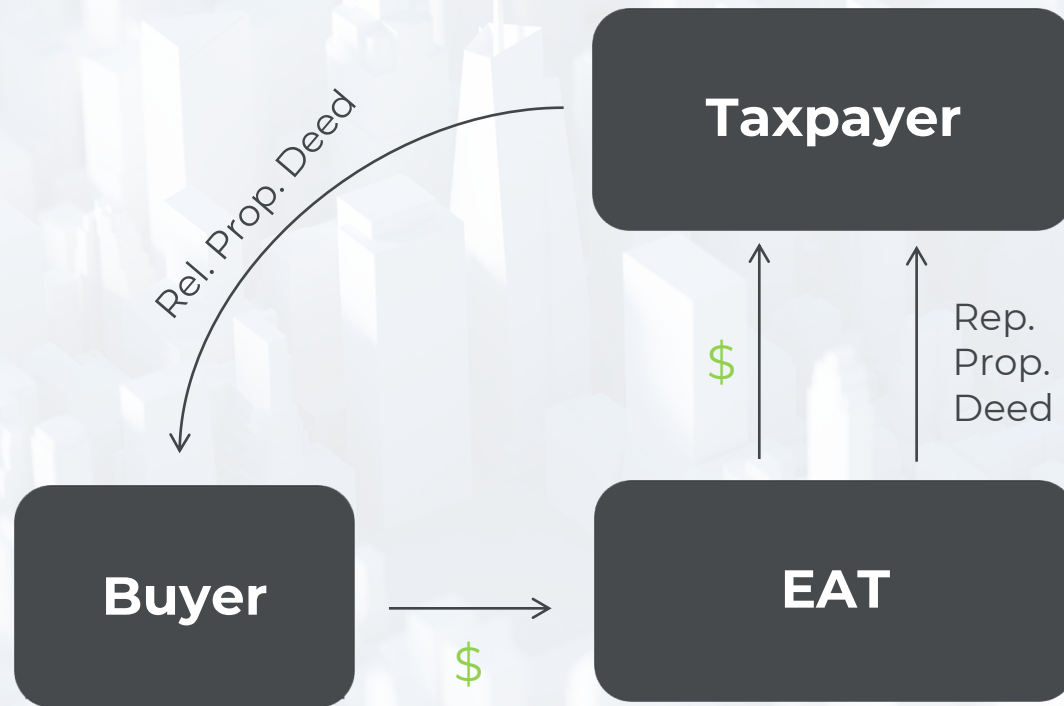 Taxpayer
Rel. Prop. Deed
$
Rep.
Prop.
Deed
Buyer
EAT
$